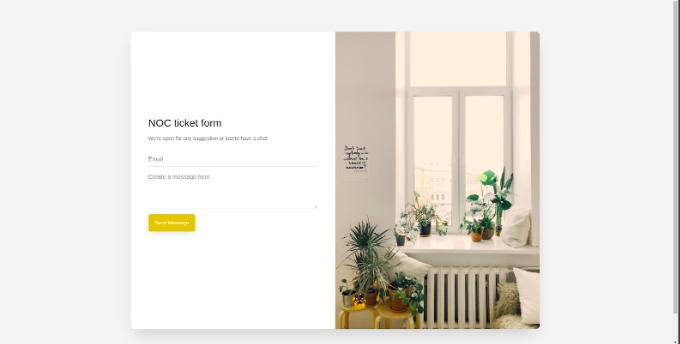 NOC ticket form
We're open for any suggestion or just to have a chat
Email
Create a message here
Send Message